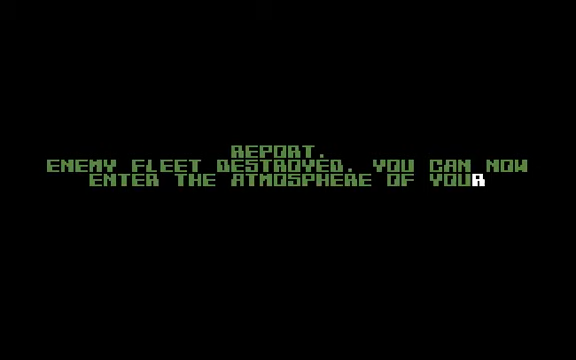 REPORT.
ENEMY FLEET DESTROYED. YOU CAN NOW
ENTER THE ATMOSPHERE OF YOUR